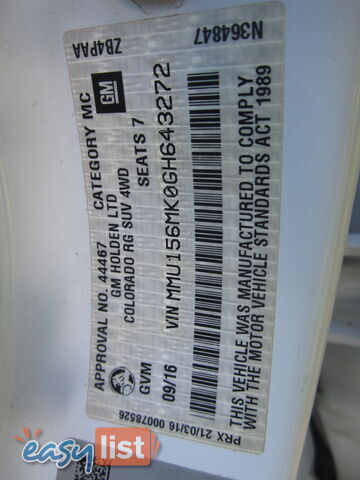 ZB4PAA
N364847
APPROVAL NO. 44467 CATEGORY MC
GM HOLDEN LTD
COLORADO RG SUV 4WD
GM
SEATS 7
GVM
VIN MMU156MK0GH643272
09/16
THIS VEHICLE WAS MANUFACTURED TO COMPLY
WITH THE MOTOR VEHICLE STANDARDS ACT 1989
PRX 21/03/16 00078526
easylist